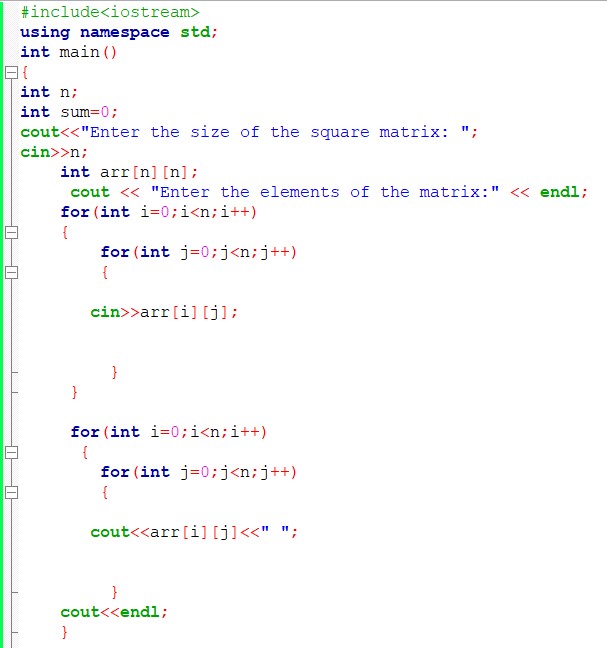 #include<iostream>
using namespace std;
int main()
{
int n;
int sum=0;
cout<<"Enter the size of the square matrix: ";
cin>>n;
int arr[n][n];
cout << "Enter the elements of the matrix:" << endl;
for(int i=0;i<n;i++)
{
for(int j=0;j<n;j++)
{
cin>>arr[i][j];
}
}
for(int i=0;i<n;i++)
{
for(int j=0;j<n;j++)
{
cout<<arr[i][j]<<" ";
}
cout<<endl;
}